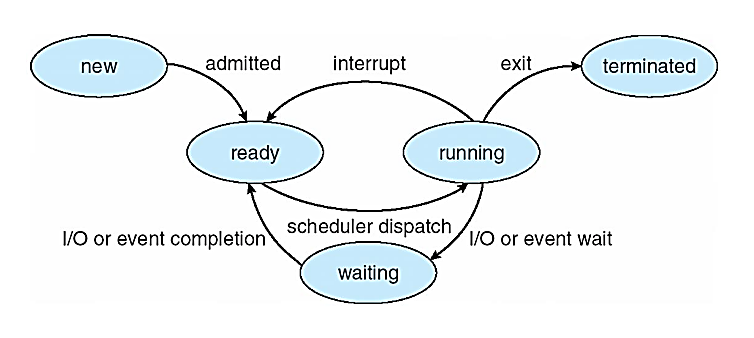 new
admitted
interrupt
exit
terminated
ready
running
scheduler dispatch
I/O or event completion
I/O or event wait
waiting